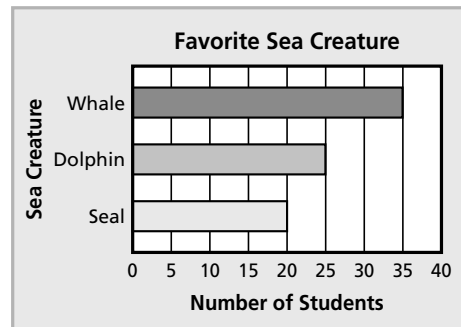 Favorite Sea Creature
Sea Creature
Whale
Dolphin
Seal
0 5 10 15 20 25 30 35 40
Number of Students